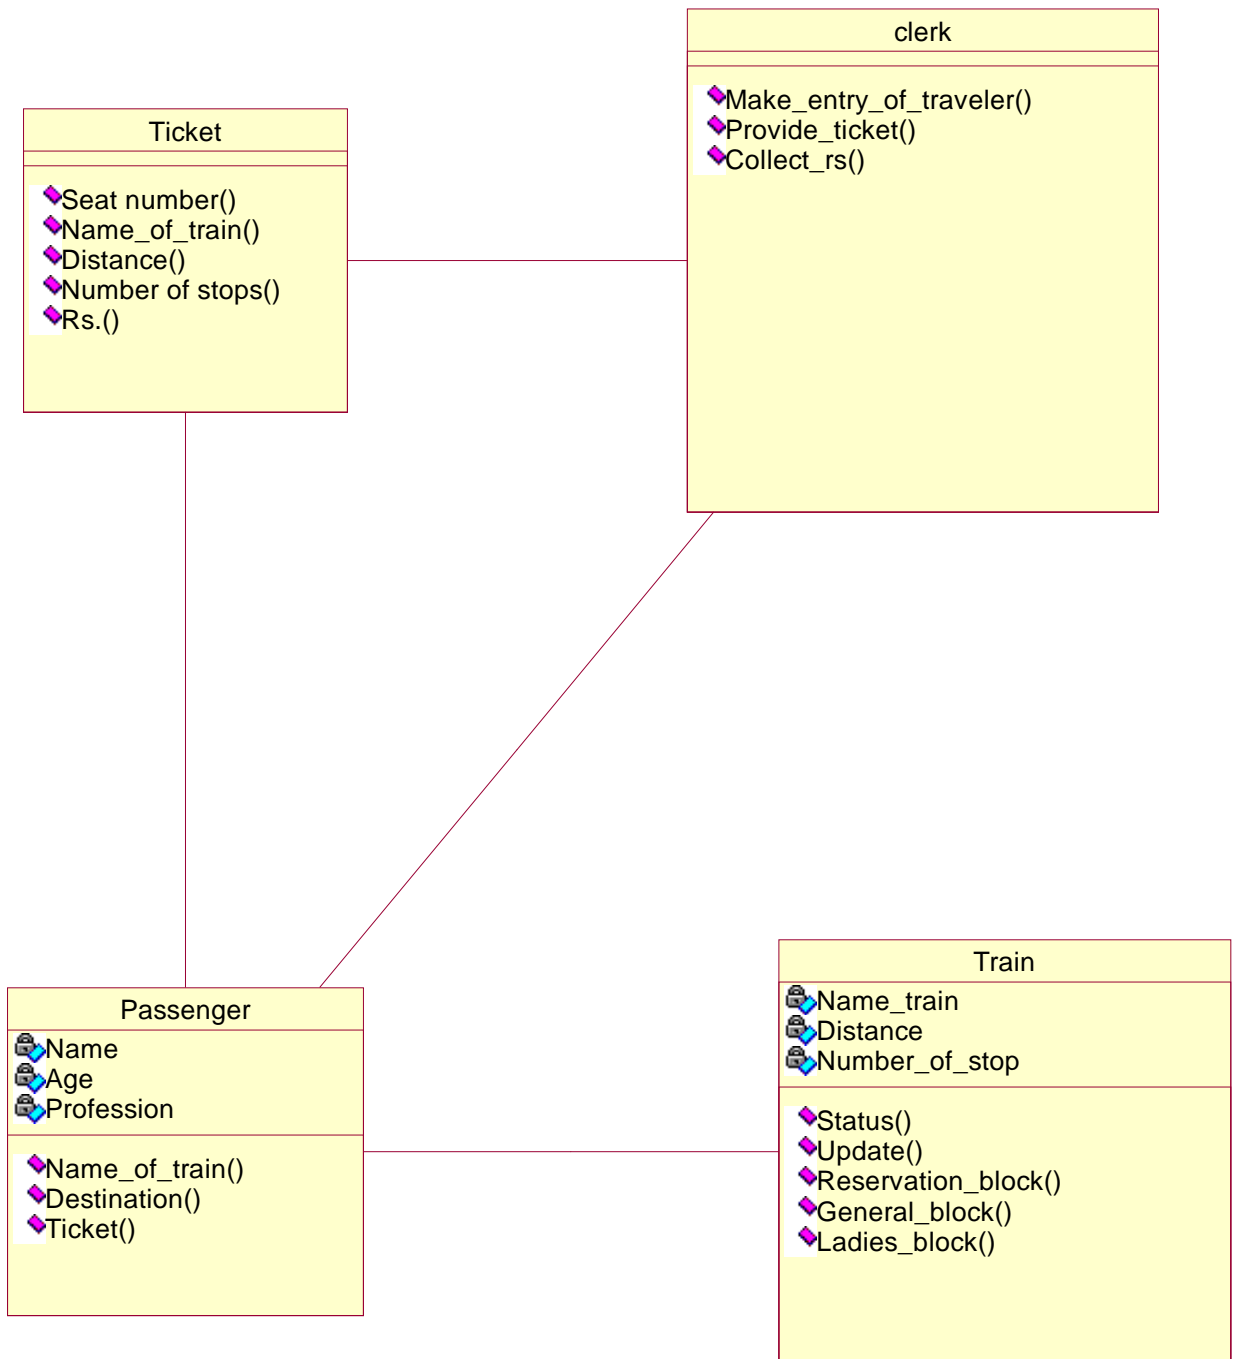 clerk
Make_entry_of_traveler()
Provide_ticket()
Collect_rs()
Ticket
Seat number()
Name_of_train()
Distance()
Number of stops()
Rs.()
Passenger
Name
Age
Profession
Name_of_train()
Destination()
Ticket()
Train
Name_train
Distance
Number_of_stop
Status()
Update()
Reservation_block()
General_block()
Ladies_block()